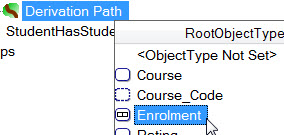 Derivation Path
RootObjectType
StudentHasStude
<ObjectType Not Set>
ps
Course
Course_Code
Enrolment